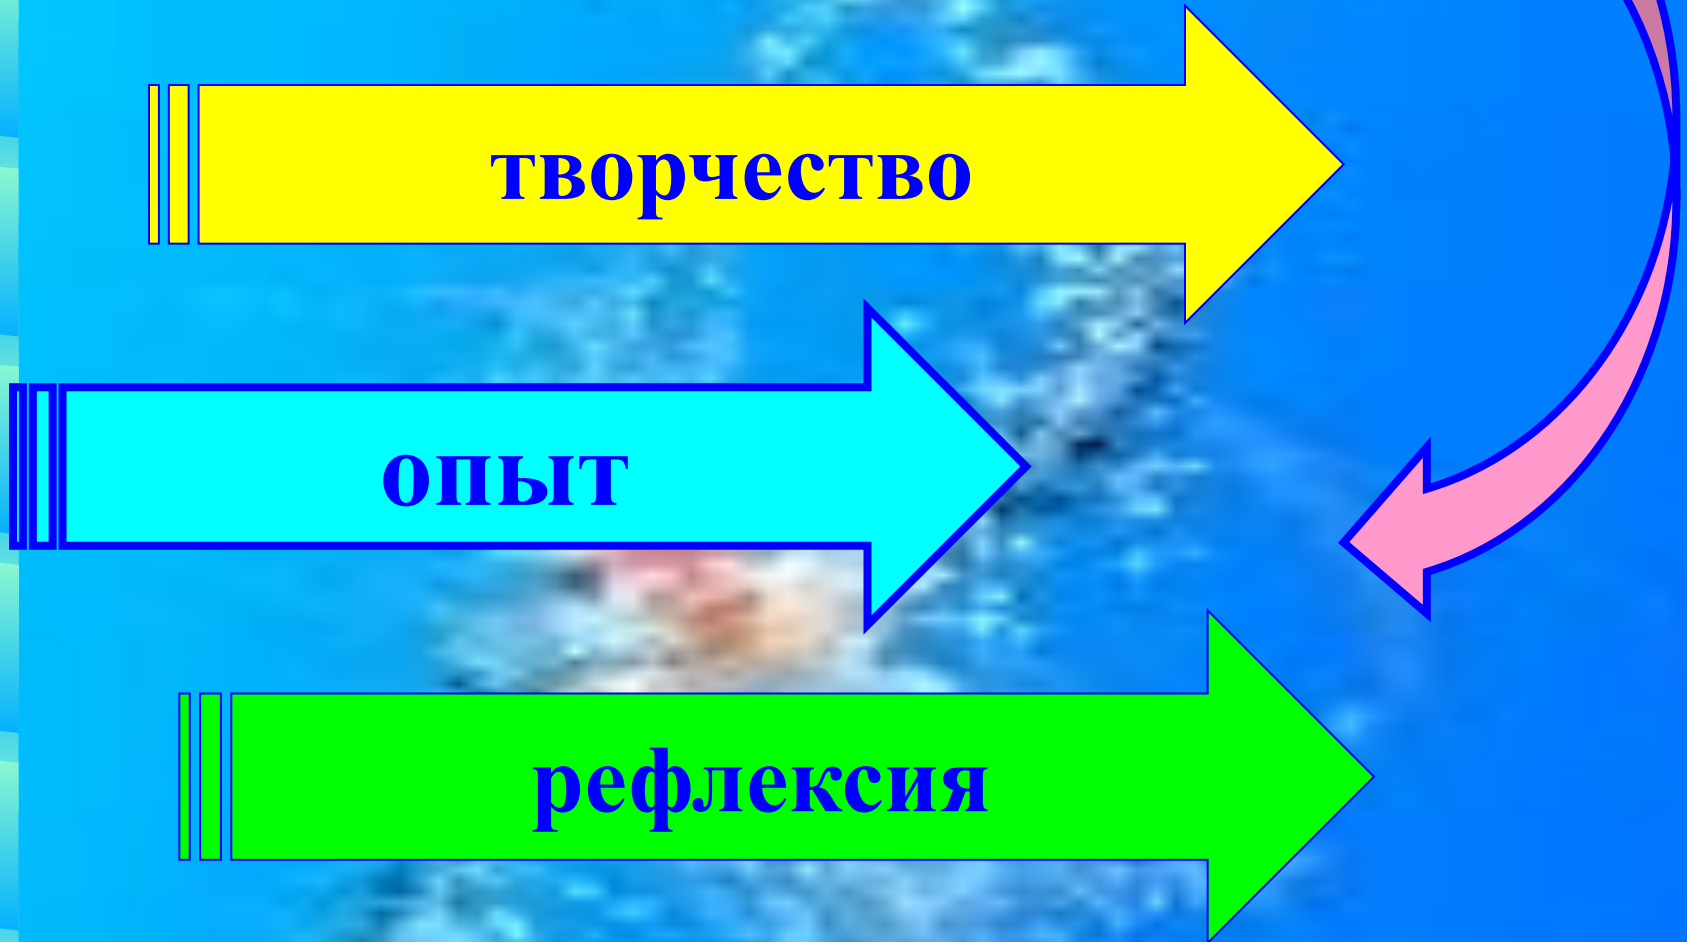 творчество
опыт
рефлексия